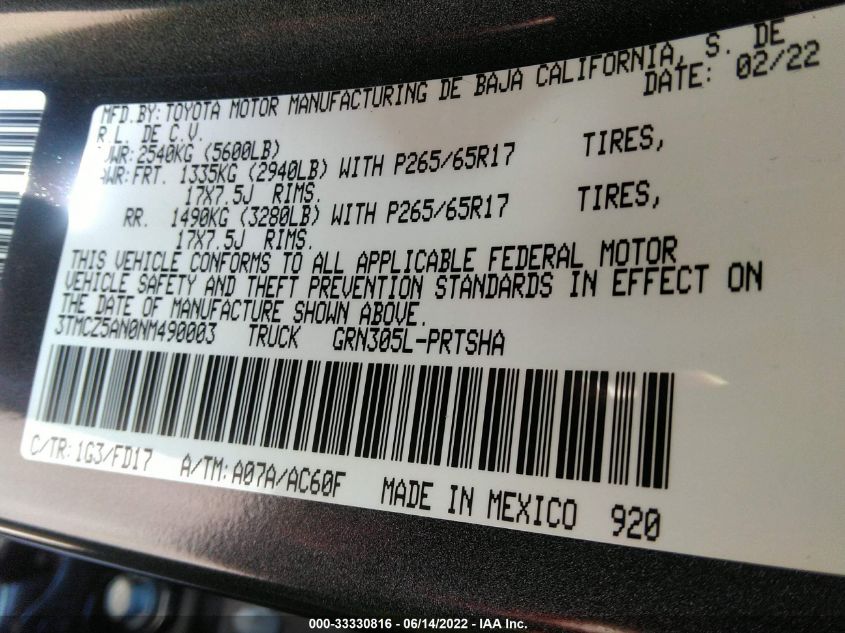 MFD.BY: TOYOTA MOTOR MANUFACTURING DE BAJA CALIFORNIA, S. DE
R L. DE C.V. DATE: 02/22
WR: 2540KG (5600LB)
WR: FRT. 1335KG (2940LB) WITH P265/65R17 TIRES,
17X7.5J RIMS.
RR. 1490KG (3280LB) WITH P265/65R17 TIRES,
17X7.5J RIMS.
THIS VEHICLE CONFORMS TO ALL APPLICABLE FEDERAL MOTOR
VEHICLE SAFETY AND THEFT PREVENTION STANDARDS IN EFFECT ON
THE DATE OF MANUFACTURE SHOWN ABOVE.
3TMCZ5AN0NM490003 TRUCK GRN305L-PRTSHA
C/TR: 1G3/FD17 A/TM: A07A/AC60F MADE IN MEXICO 920
000-33330816 - 06/14/2022 - IAA Inc.